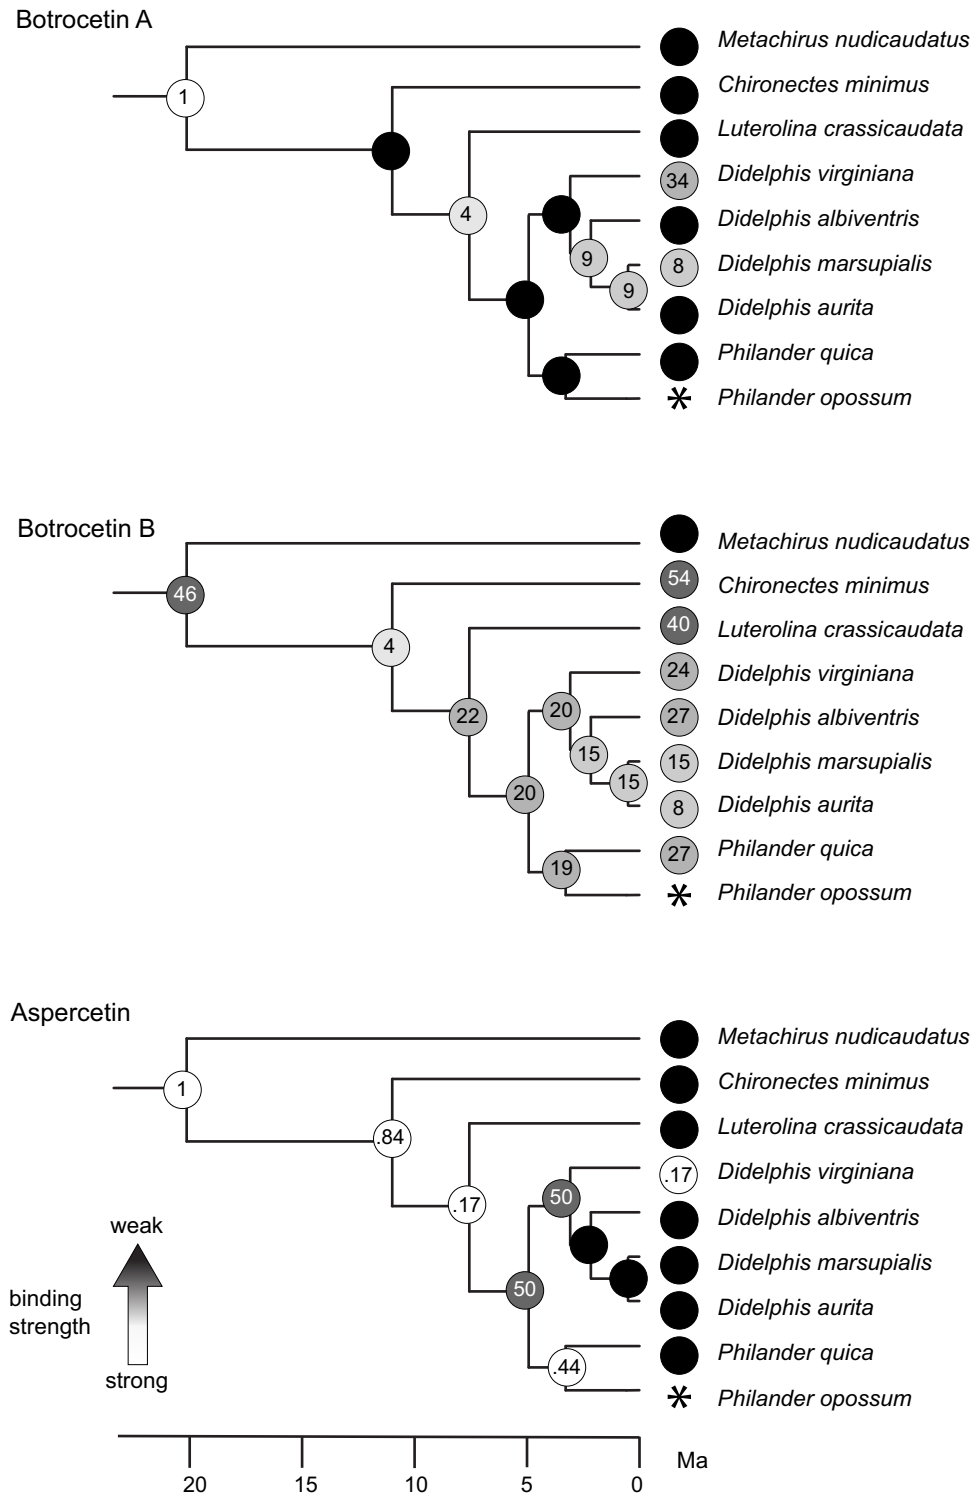 Botrocetin A
Metachirus nudicaudatus
1
Chironectes minimus
Luterolina crassicaudata
34 Didelphis virginiana
4
Didelphis albiventris
9
8 Didelphis marsupialis
9
Didelphis aurita
Philander quica
* Philander opossum
Botrocetin B
Metachirus nudicaudatus
46
54 Chironectes minimus
40 Luterolina crassicaudata
4
24 Didelphis virginiana
22 20 27 Didelphis albiventris
15
15 Didelphis marsupialis
15
20 8 Didelphis aurita
27 Philander quica
19
* Philander opossum
Aspercetin
Metachirus nudicaudatus
1
Chironectes minimus
.84
Luterolina crassicaudata
.17 Didelphis virginiana
50
.17
Didelphis albiventris
weak
Didelphis marsupialis
50
binding
strength
Didelphis aurita
Philander quica
.44
strong
* Philander opossum
Ma
20 15 10 5 0